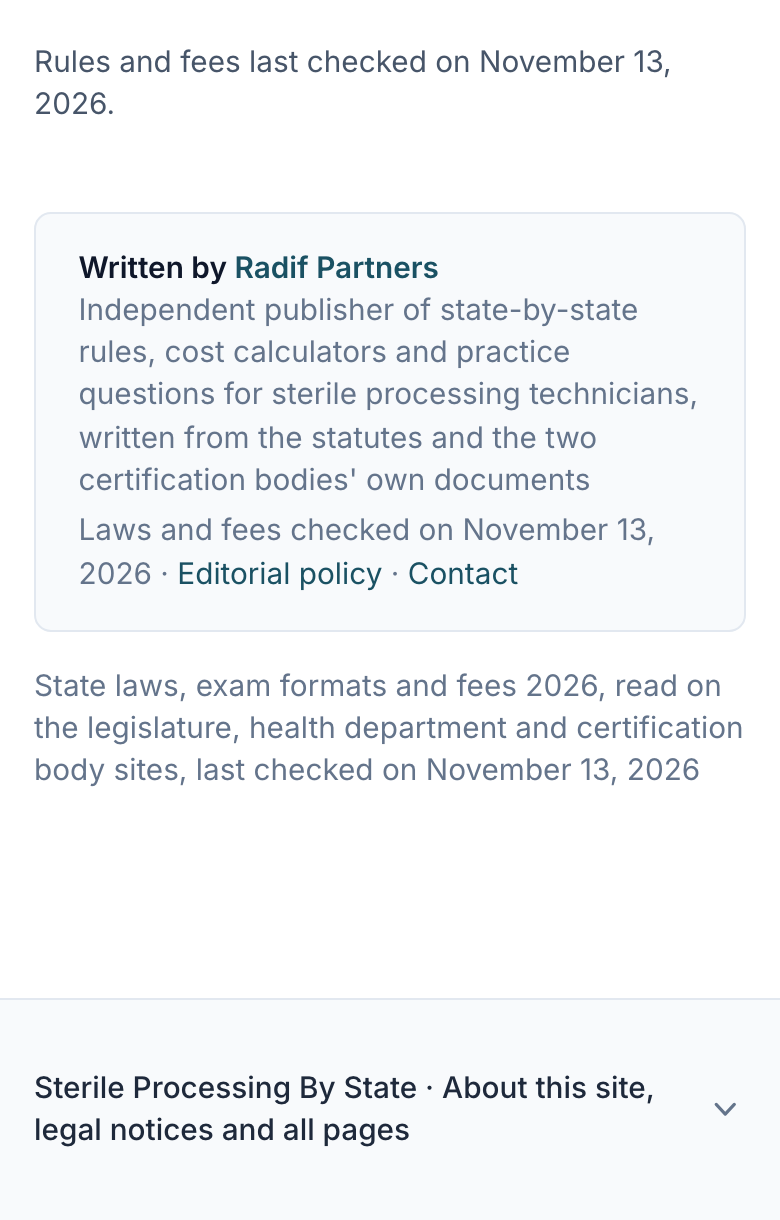 Rules and fees last checked on November 13,
2026.
Written by Radif Partners
Independent publisher of state-by-state
rules, cost calculators and practice
questions for sterile processing technicians,
written from the statutes and the two
certification bodies' own documents
Laws and fees checked on November 13,
2026 · Editorial policy · Contact
State laws, exam formats and fees 2026, read on
the legislature, health department and certification
body sites, last checked on November 13, 2026
Sterile Processing By State · About this site,
legal notices and all pages